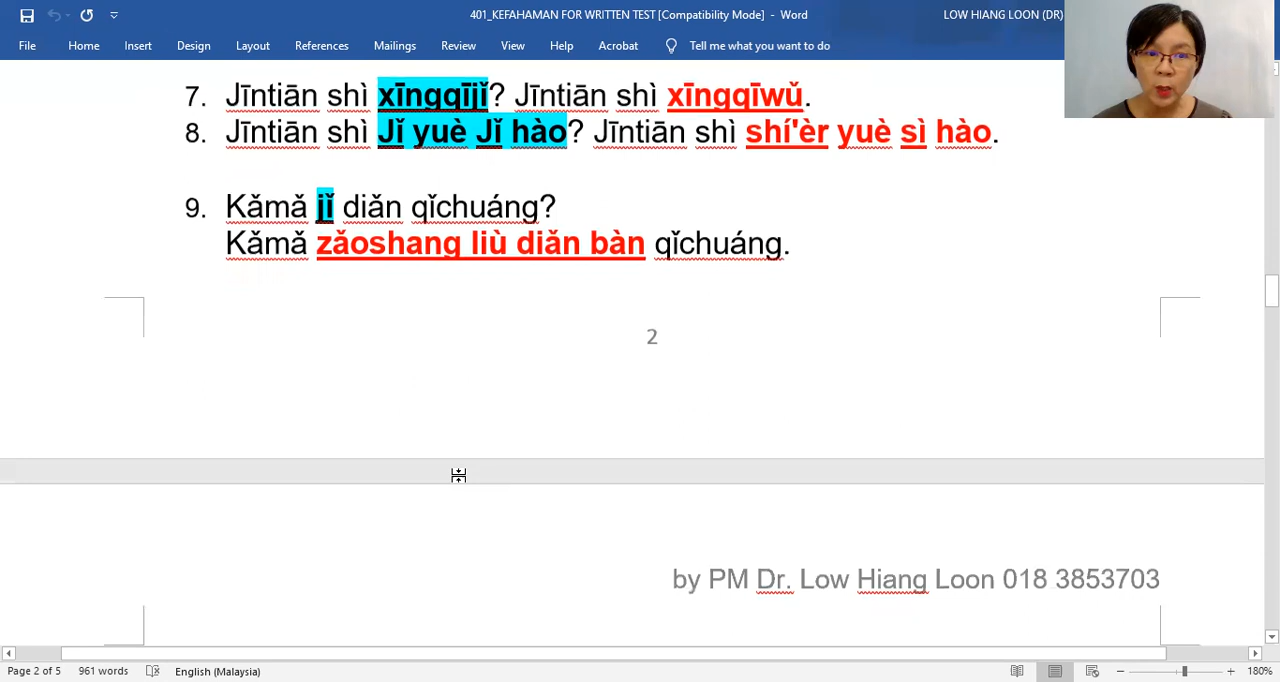 401_KEFAHAMAN FOR WRITTEN TEST [Compatibility Mode] - Word
LOW HIANG LOON (DR)
File Home Insert Design Layout References Mailings Review View Help Acrobat Tell me what you want to do
7. Jīntiān shì xīngqījǐ? Jīntiān shì xīngqīwǔ.
8. Jīntiān shì Jǐ yuè Jǐ hào? Jīntiān shì shí'èr yuè sì hào.
9. Kǎmǎ jǐ diǎn qǐchuáng?
Kǎmǎ zǎoshang liù diǎn bàn qǐchuáng.
2
by PM Dr. Low Hiang Loon 018 3853703
Page 2 of 5 961 words English (Malaysia) 180%